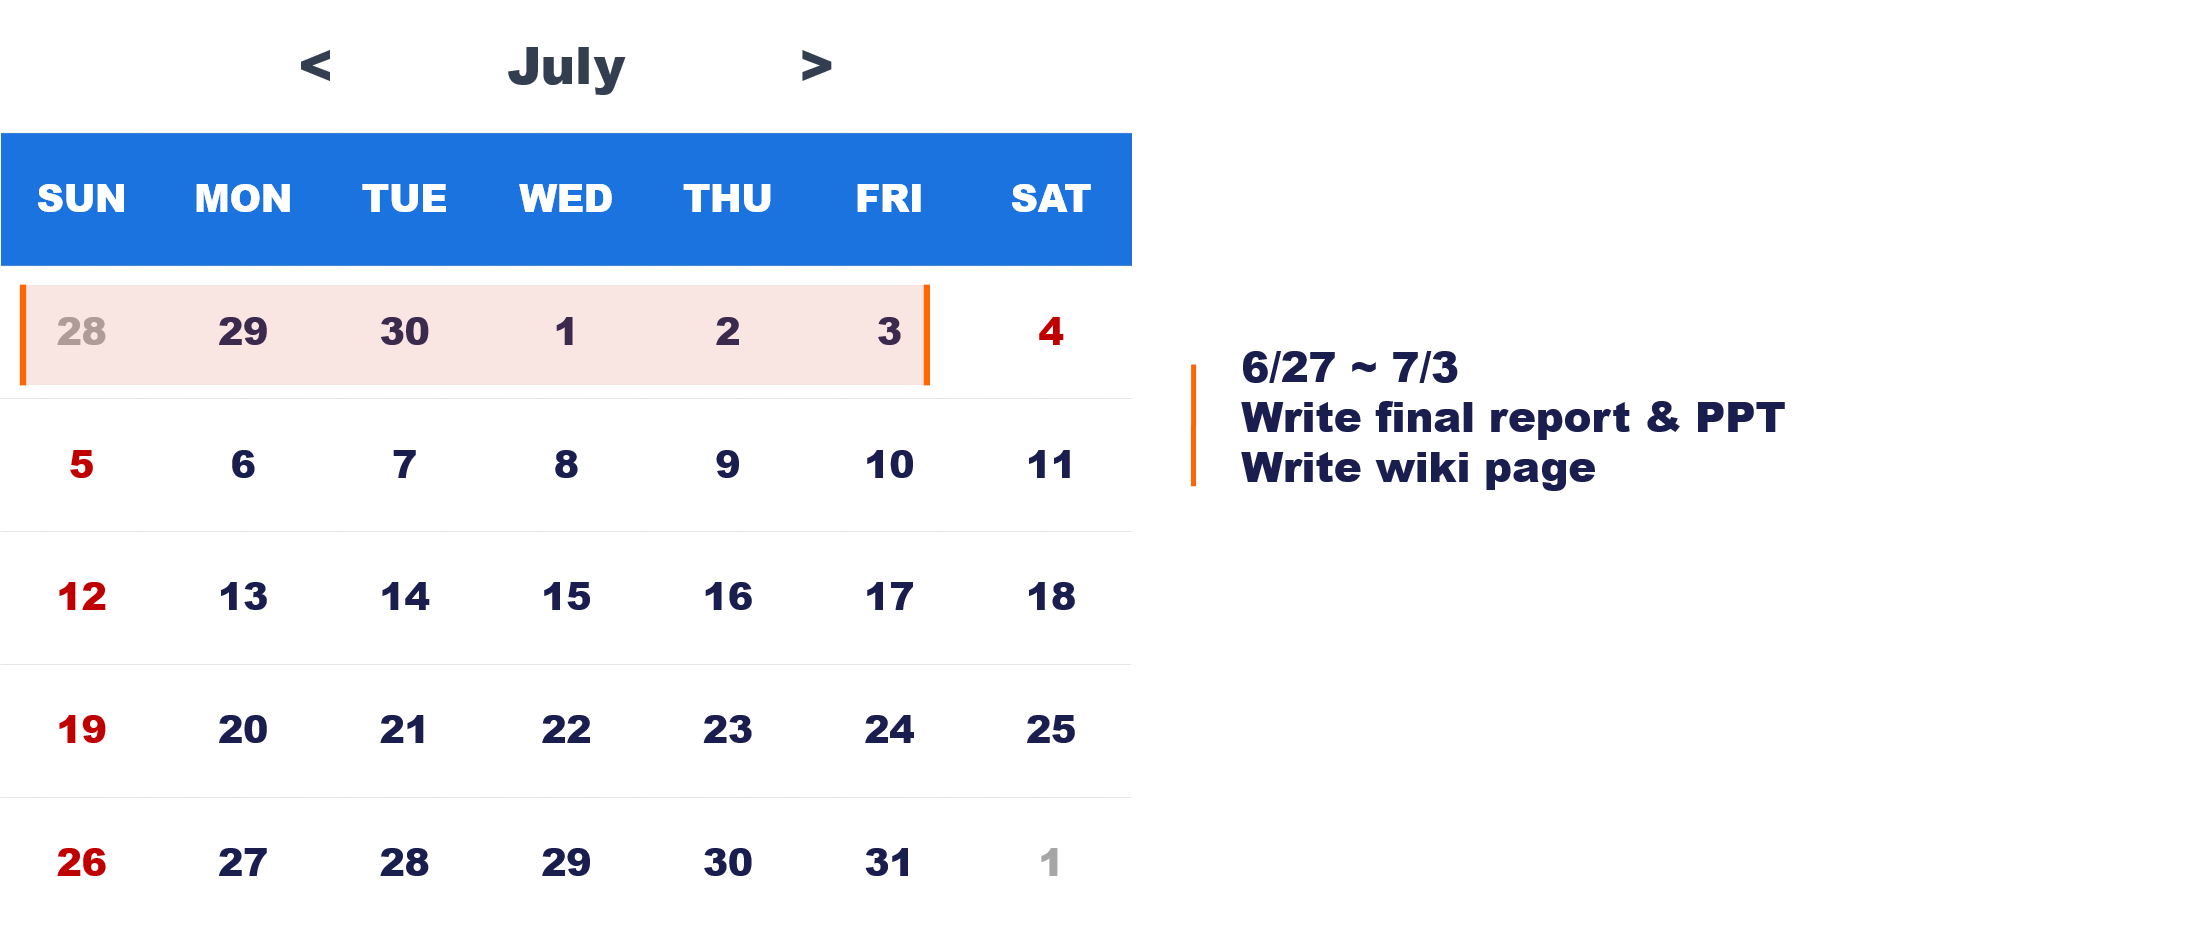 < July >
SUN MON TUE WED THU FRI SAT
28 29 30 1 2 3 4
5 6 7 8 9 10 11
12 13 14 15 16 17 18
19 20 21 22 23 24 25
26 27 28 29 30 31 1
6/27 ~ 7/3
Write final report & PPT
Write wiki page